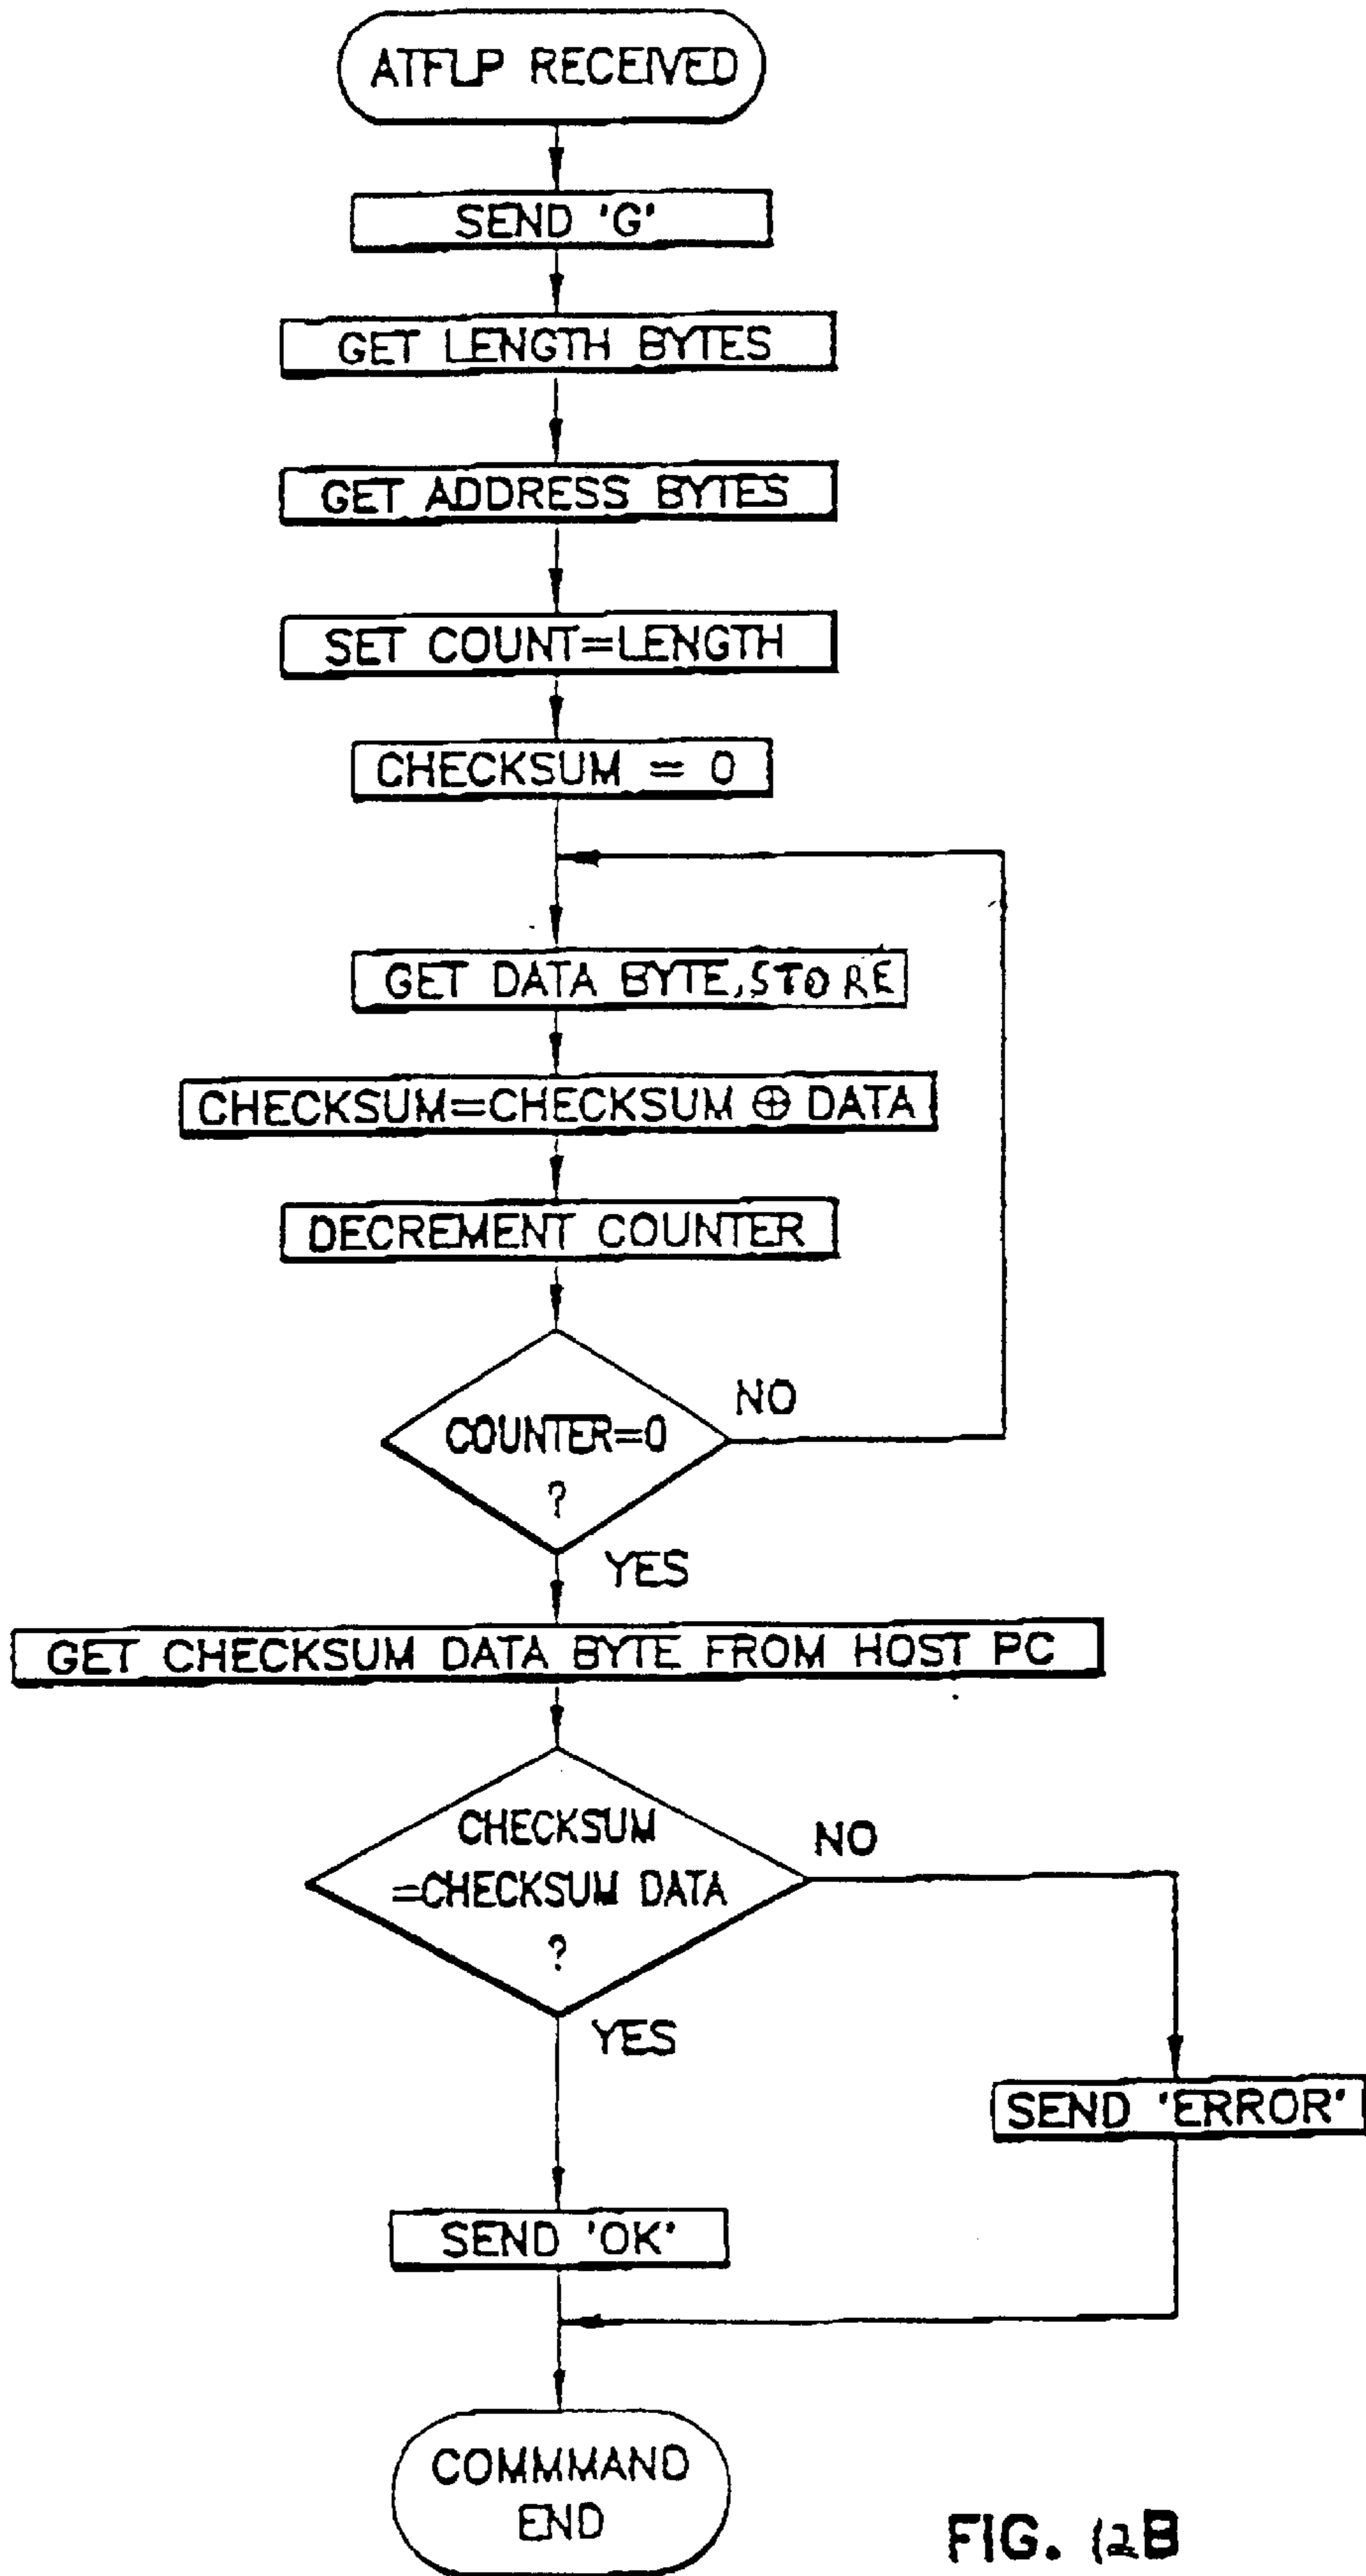 ATFLP RECEIVED
SEND 'G'
GET LENGTH BYTES
GET ADDRESS BYTES
SET COUNT=LENGTH
CHECKSUM = 0
GET DATA BYTE, STORE
CHECKSUM=CHECKSUM ⊕ DATA
DECREMENT COUNTER
COUNTER=0
?
NO
YES
GET CHECKSUM DATA BYTE FROM HOST PC
CHECKSUM
=CHECKSUM DATA
?
NO
YES
SEND 'ERROR'
SEND 'OK'
COMMMAND
END
FIG. 12B